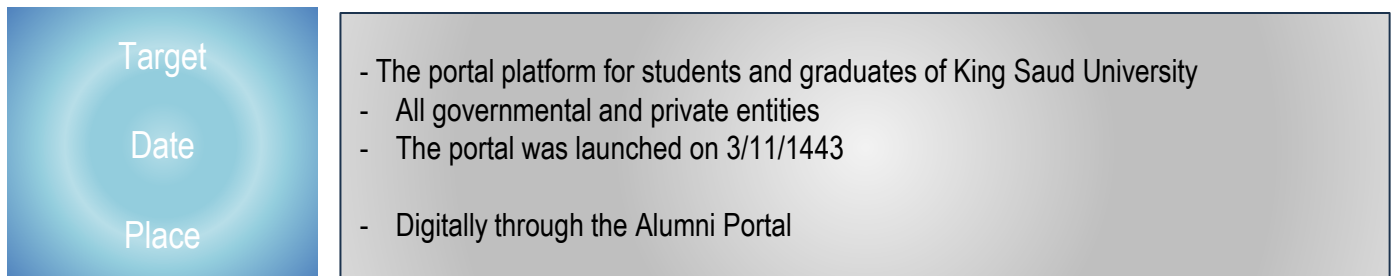 Target
Date
Place
- The portal platform for students and graduates of King Saud University
- All governmental and private entities
- The portal was launched on 3/11/1443
- Digitally through the Alumni Portal